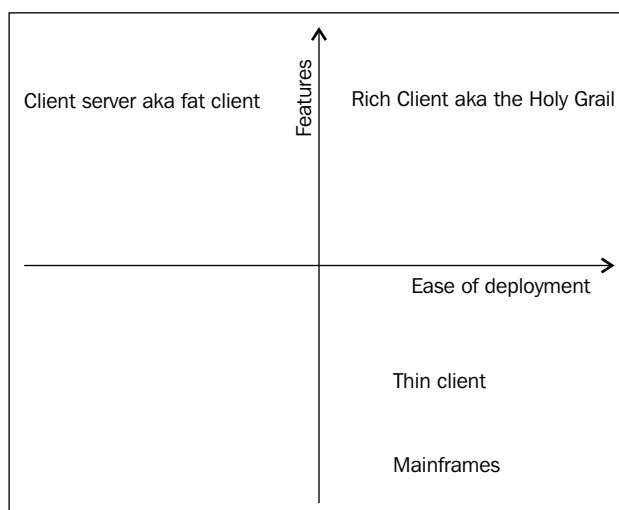 Client server aka fat client
Features
Rich Client aka the Holy Grail
Ease of deployment
Thin client
Mainframes